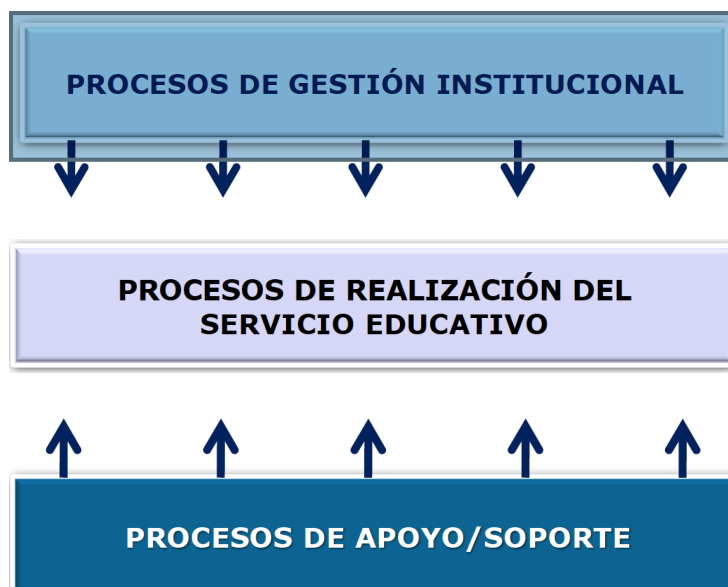 PROCESOS DE GESTIÓN INSTITUCIONAL
PROCESOS DE REALIZACIÓN DEL
SERVICIO EDUCATIVO
PROCESOS DE APOYO/SOPORTE